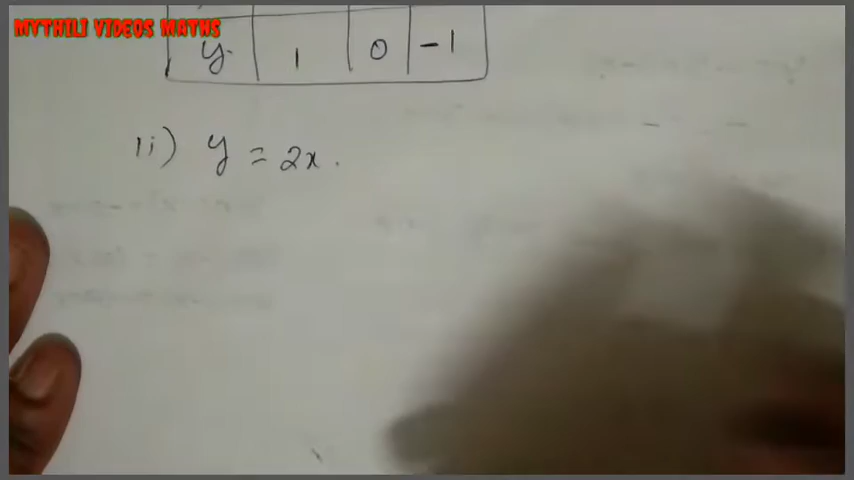 MYTHILI VIDEOS MATHS
y 1 0 -1
ii) y = 2x.